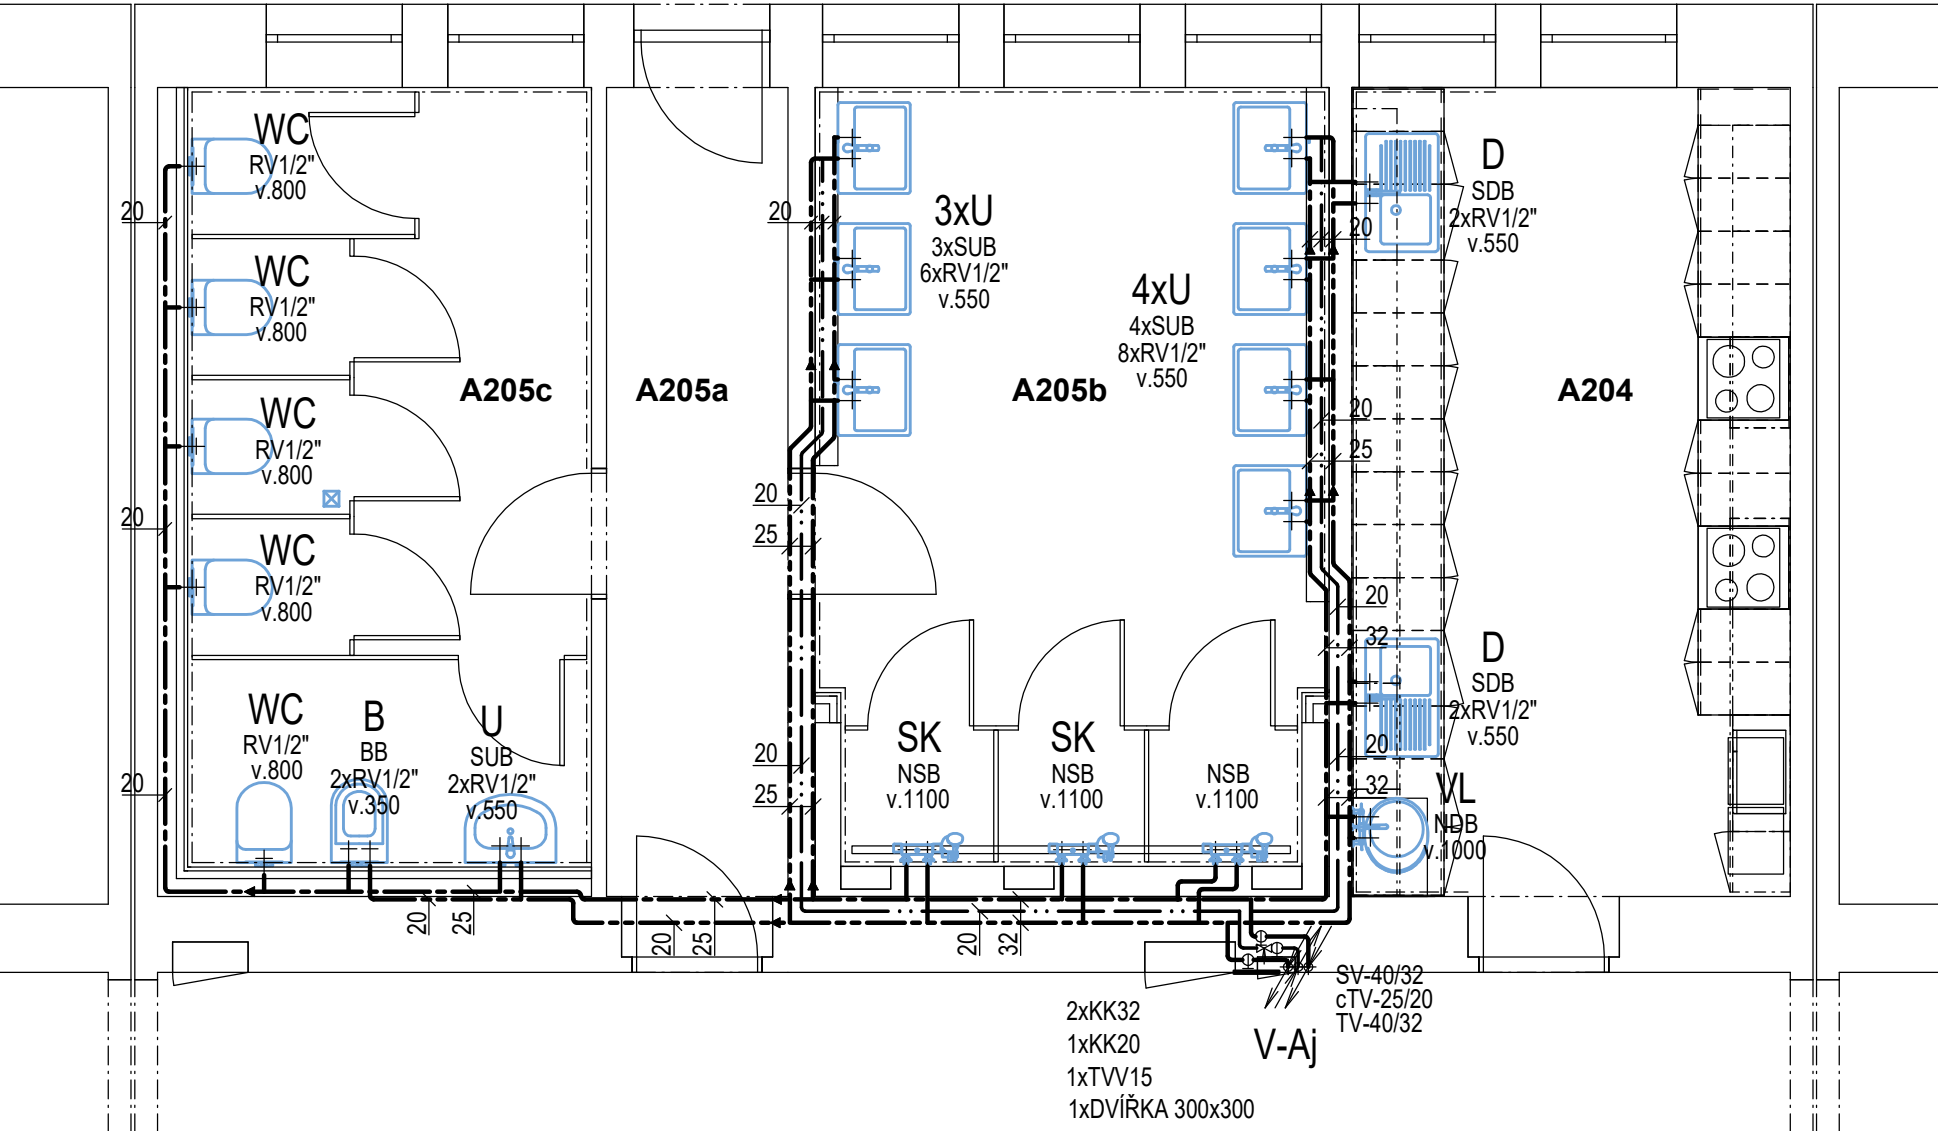 WC
RV1/2"
v.800
WC
RV1/2"
v.800
WC
RV1/2"
v.800
WC
RV1/2"
v.800
WC
RV1/2"
v.800
B
BB
2xRV1/2"
v.350
U
SUB
2xRV1/2"
v.550
A205c
A205a
3xU
3xSUB
6xRV1/2"
v.550
4xU
4xSUB
8xRV1/2"
v.550
A205b
A204
D
SDB
2xRV1/2"
v.550
D
SDB
2xRV1/2"
v.550
VL
NDB
v.1000
SK
NSB
v.1100
SK
NSB
v.1100
NSB
v.1100
20
20
20
20
20
25
20
25
20
20
25
20
32
20
32
20
25
20
25
20
32
SV-40/32
cTV-25/20
TV-40/32
V-Aj
2xKK32
1xKK20
1xTVV15
1xDVÍŘKA 300x300